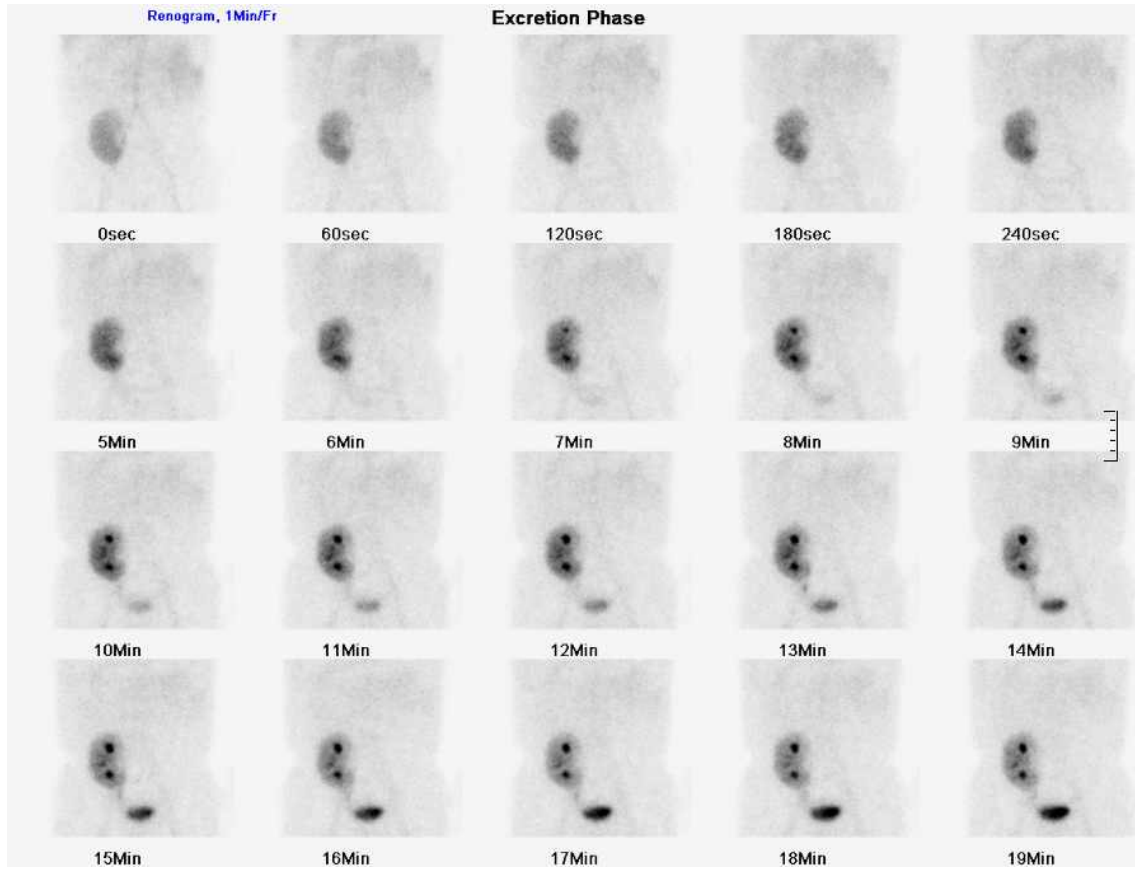 Renogram, 1Min/Fr
Excretion Phase
0sec 60sec 120sec 180sec 240sec
5Min 6Min 7Min 8Min 9Min
10Min 11Min 12Min 13Min 14Min
15Min 16Min 17Min 18Min 19Min